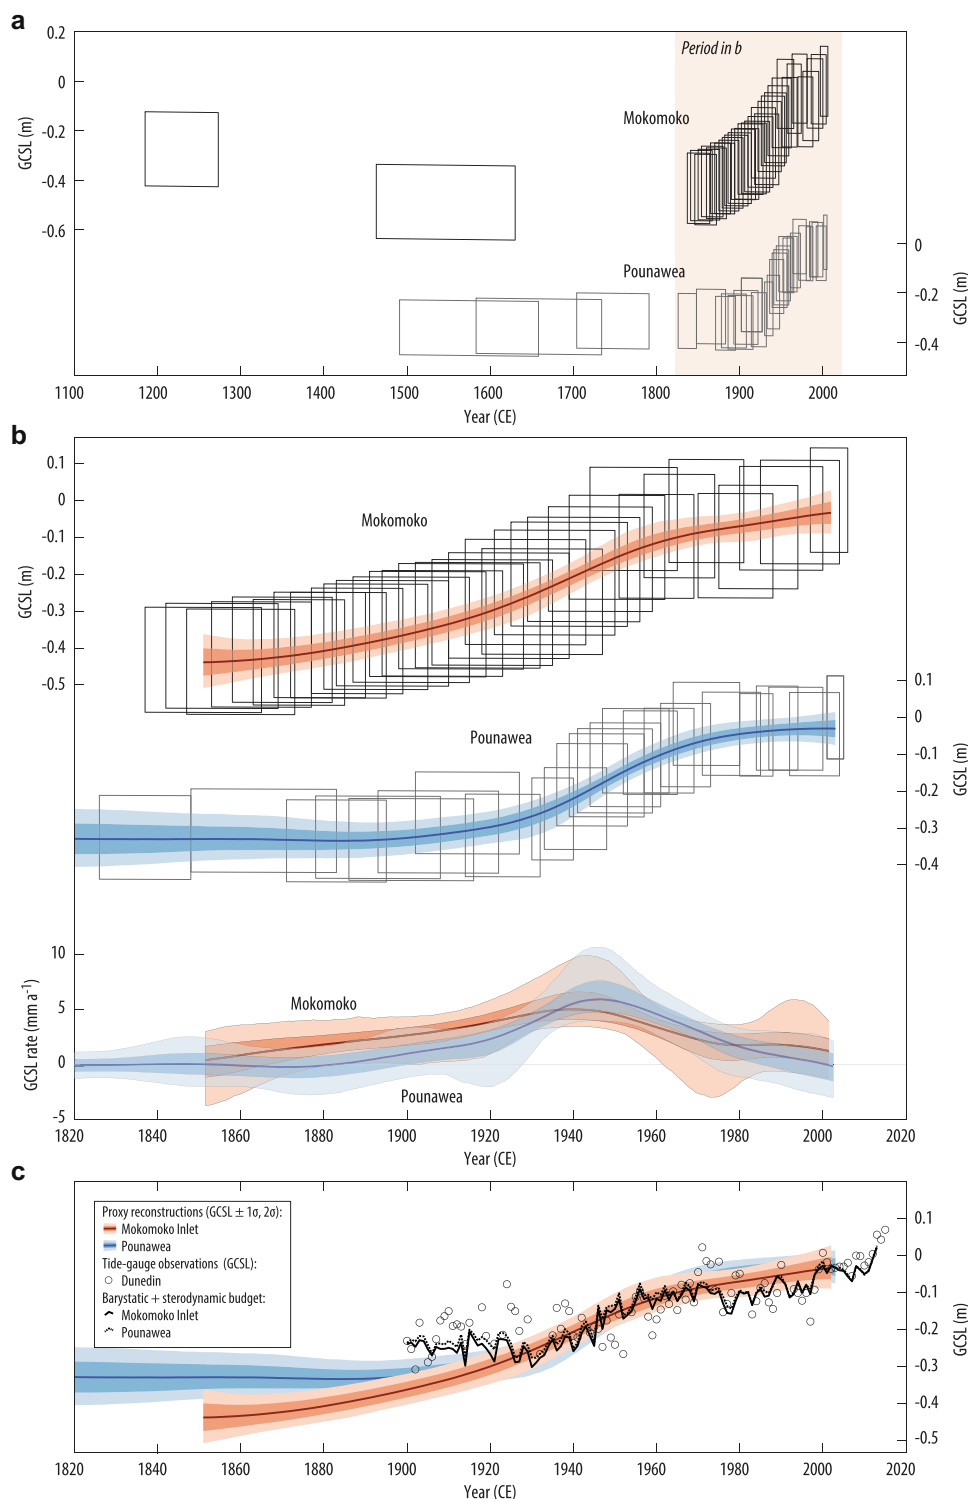 a
0.2
0
-0.2
-0.4
-0.6
GCSL (m)
Period in b
Mokomoko
Pounawea
0
-0.2
-0.4
GCSL (m)
1100 1200 1300 1400 1500 1600 1700 1800 1900 2000
Year (CE)
b
0.1
0
-0.1
-0.2
-0.3
-0.4
-0.5
GCSL (m)
Mokomoko
Pounawea
0.1
0
-0.1
-0.2
-0.3
-0.4
GCSL (m)
10
5
0
-5
GCSL rate (mm a⁻¹)
Mokomoko
Pounawea
1820 1840 1860 1880 1900 1920 1940 1960 1980 2000 2020
Year (CE)
c
Proxy reconstructions (GCSL ± 1σ, 2σ):
Mokomoko Inlet
Pounawea
Tide-gauge observations (GCSL):
Dunedin
Barystatic + sterodynamic budget:
Mokomoko Inlet
Pounawea
0.1
0
-0.1
-0.2
-0.3
-0.4
-0.5
GCSL (m)
1820 1840 1860 1880 1900 1920 1940 1960 1980 2000 2020
Year (CE)